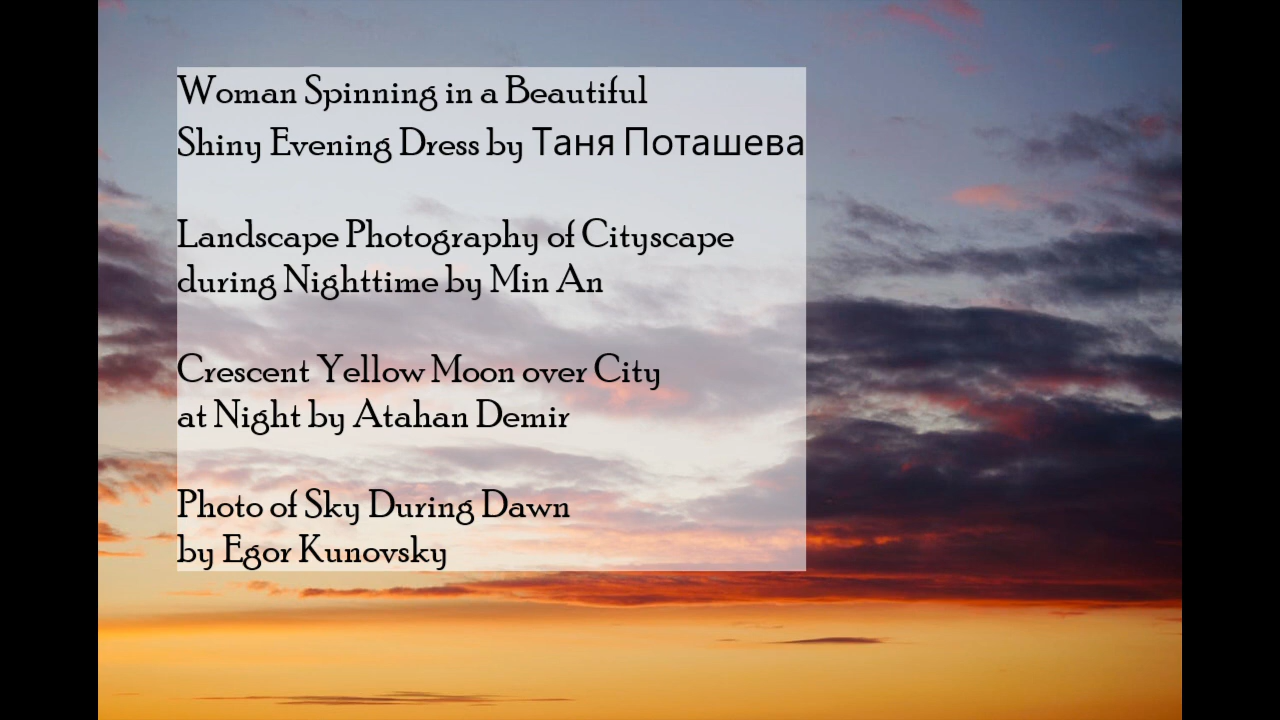 Woman Spinning in a Beautiful
Shiny Evening Dress by Таня Поташева
Landscape Photography of Cityscape
during Nighttime by Min An
Crescent Yellow Moon over City
at Night by Atahan Demir
Photo of Sky During Dawn
by Egor Kunovsky